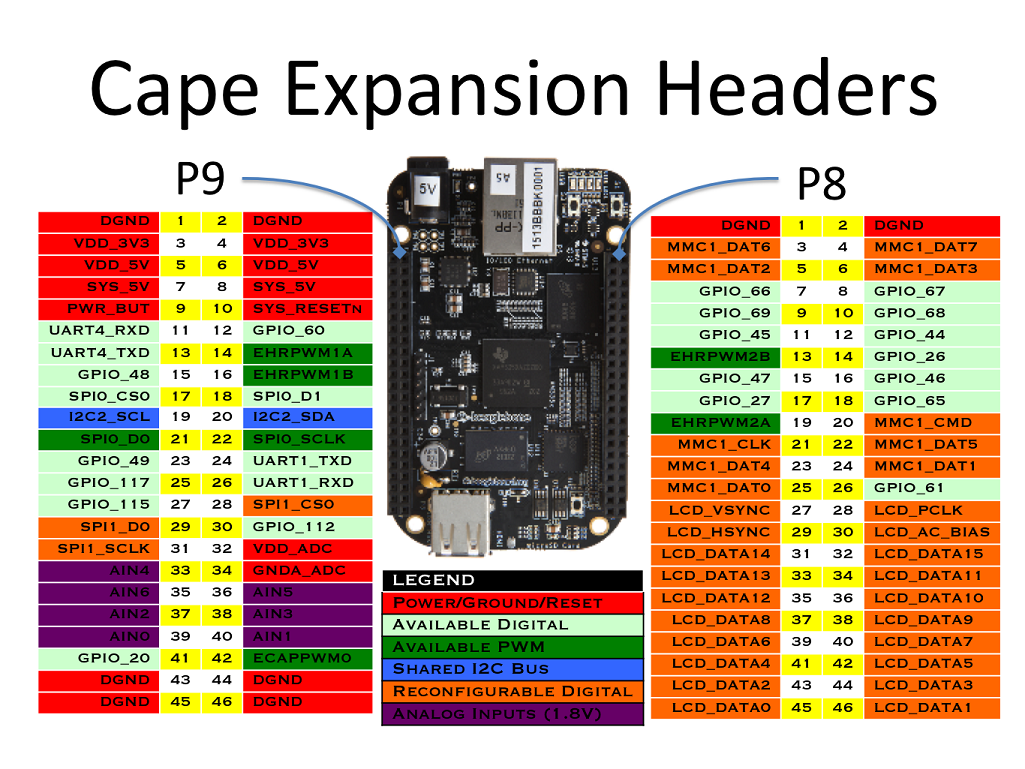 Cape Expansion Headers
P9
P8
DGND 1 2 DGND
VDD_3V3 3 4 VDD_3V3
VDD_5V 5 6 VDD_5V
SYS_5V 7 8 SYS_5V
PWR_BUT 9 10 SYS_RESETN
UART4_RXD 11 12 GPIO_60
UART4_TXD 13 14 EHRPWM1A
GPIO_48 15 16 EHRPWM1B
SPI0_CS0 17 18 SPI0_D1
I2C2_SCL 19 20 I2C2_SDA
SPI0_D0 21 22 SPI0_SCLK
GPIO_49 23 24 UART1_TXD
GPIO_117 25 26 UART1_RXD
GPIO_115 27 28 SPI1_CS0
SPI1_D0 29 30 GPIO_112
SPI1_SCLK 31 32 VDD_ADC
AIN4 33 34 GNDA_ADC
AIN6 35 36 AIN5
AIN2 37 38 AIN3
AIN0 39 40 AIN1
GPIO_20 41 42 ECAPPWM0
DGND 43 44 DGND
DGND 45 46 DGND
5V
A5
1513BBBK0001
beaglebone
microSD Card
LEGEND
Power/Ground/Reset
Available Digital
Available PWM
Shared I2C Bus
Reconfigurable Digital
Analog Inputs (1.8V)
DGND 1 2 DGND
MMC1_DAT6 3 4 MMC1_DAT7
MMC1_DAT2 5 6 MMC1_DAT3
GPIO_66 7 8 GPIO_67
GPIO_69 9 10 GPIO_68
GPIO_45 11 12 GPIO_44
EHRPWM2B 13 14 GPIO_26
GPIO_47 15 16 GPIO_46
GPIO_27 17 18 GPIO_65
EHRPWM2A 19 20 MMC1_CMD
MMC1_CLK 21 22 MMC1_DAT5
MMC1_DAT4 23 24 MMC1_DAT1
MMC1_DAT0 25 26 GPIO_61
LCD_VSYNC 27 28 LCD_PCLK
LCD_HSYNC 29 30 LCD_AC_BIAS
LCD_DATA14 31 32 LCD_DATA15
LCD_DATA13 33 34 LCD_DATA11
LCD_DATA12 35 36 LCD_DATA10
LCD_DATA8 37 38 LCD_DATA9
LCD_DATA6 39 40 LCD_DATA7
LCD_DATA4 41 42 LCD_DATA5
LCD_DATA2 43 44 LCD_DATA3
LCD_DATA0 45 46 LCD_DATA1